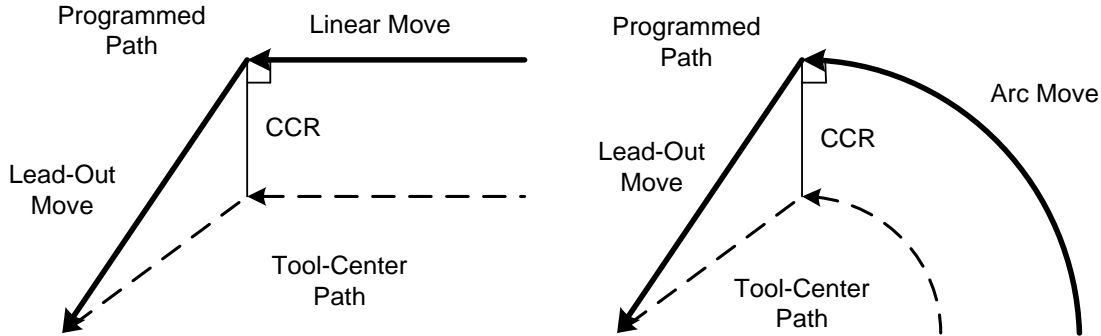 Programmed
Path
Linear Move
CCR
Lead-Out
Move
Tool-Center
Path
Programmed
Path
Arc Move
CCR
Lead-Out
Move
Tool-Center
Path